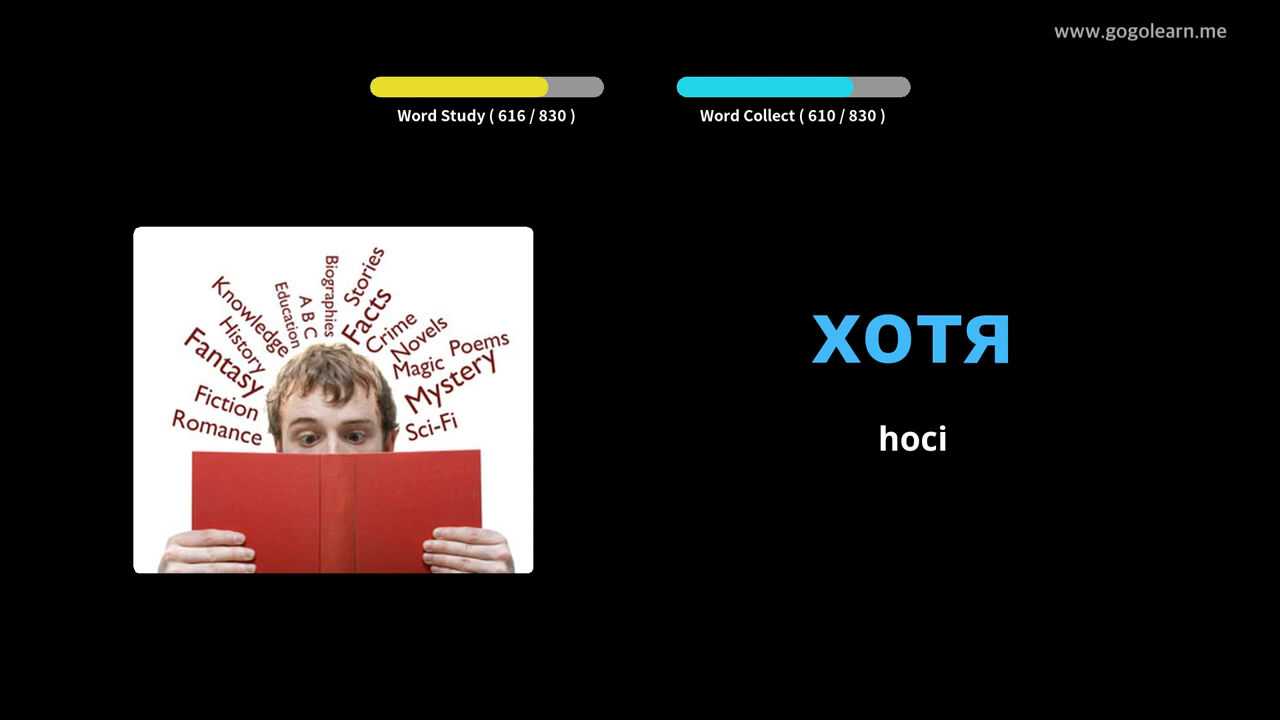 www.gogolearn.me
Word Study ( 616 / 830 )
Word Collect ( 610 / 830 )
Biographies
Stories
Education
A B C
Facts
Knowledge
Crime
History
Novels
Poems
Fantasy
Magic
Mystery
Fiction
Romance
Sci-Fi
хотя
hoci